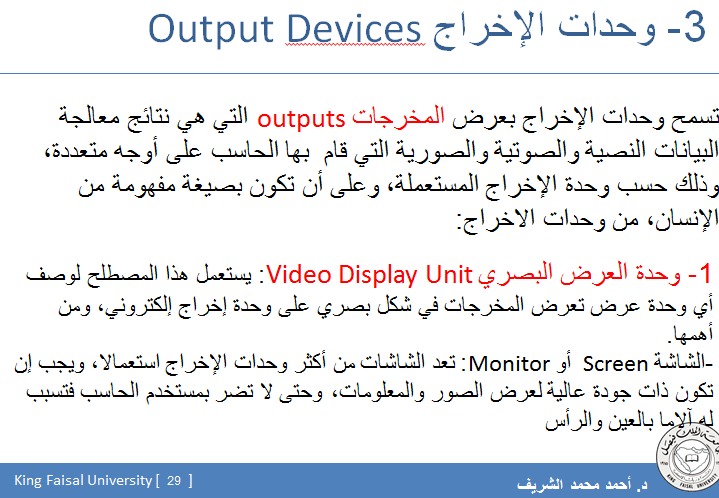 3- وحدات الإخراج Output Devices
تسمح وحدات الإخراج بعرض المخرجات outputs التي هي نتائج معالجة
البيانات النصية والصوتية والصورية التي قام بها الحاسب على أوجه متعددة،
وذلك حسب وحدة الإخراج المستعملة، وعلى أن تكون بصيغة مفهومة من
الإنسان، من وحدات الاخراج:
1- وحدة العرض البصري Video Display Unit: يستعمل هذا المصطلح لوصف
أي وحدة عرض تعرض المخرجات في شكل بصري على وحدة إخراج إلكتروني، ومن
أهمها.
-الشاشة Screen أو Monitor: تعد الشاشات من أكثر وحدات الإخراج استعمالا، ويجب إن
تكون ذات جودة عالية لعرض الصور والمعلومات، وحتى لا تضر بمستخدم الحاسب فتسبب
له آلاما بالعين والرأس
King Faisal University [ 29 ]
د. أحمد محمد الشريف